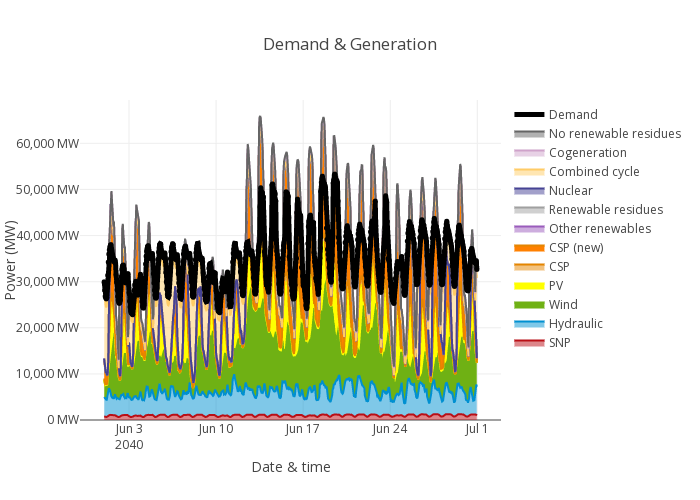 Demand & Generation
Power (MW)
60,000 MW
50,000 MW
40,000 MW
30,000 MW
20,000 MW
10,000 MW
0 MW
Jun 3
2040
Jun 10
Jun 17
Jun 24
Jul 1
Date & time
Demand
No renewable residues
Cogeneration
Combined cycle
Nuclear
Renewable residues
Other renewables
CSP (new)
CSP
PV
Wind
Hydraulic
SNP